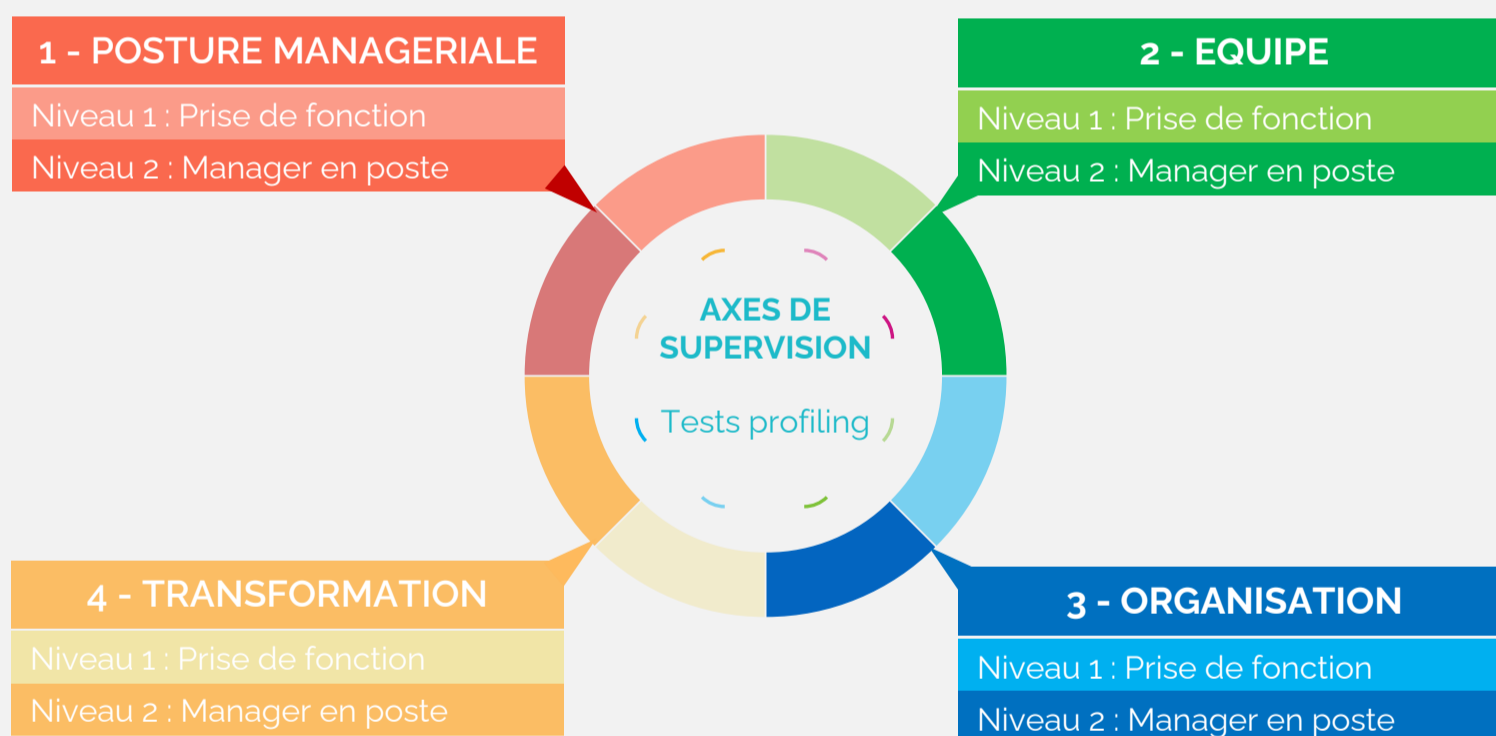 1 - POSTURE MANAGERIALE
Niveau 1 : Prise de fonction
Niveau 2 : Manager en poste
2 - EQUIPE
Niveau 1 : Prise de fonction
Niveau 2 : Manager en poste
AXES DE
SUPERVISION
Tests profiling
4 - TRANSFORMATION
Niveau 1 : Prise de fonction
Niveau 2 : Manager en poste
3 - ORGANISATION
Niveau 1 : Prise de fonction
Niveau 2 : Manager en poste